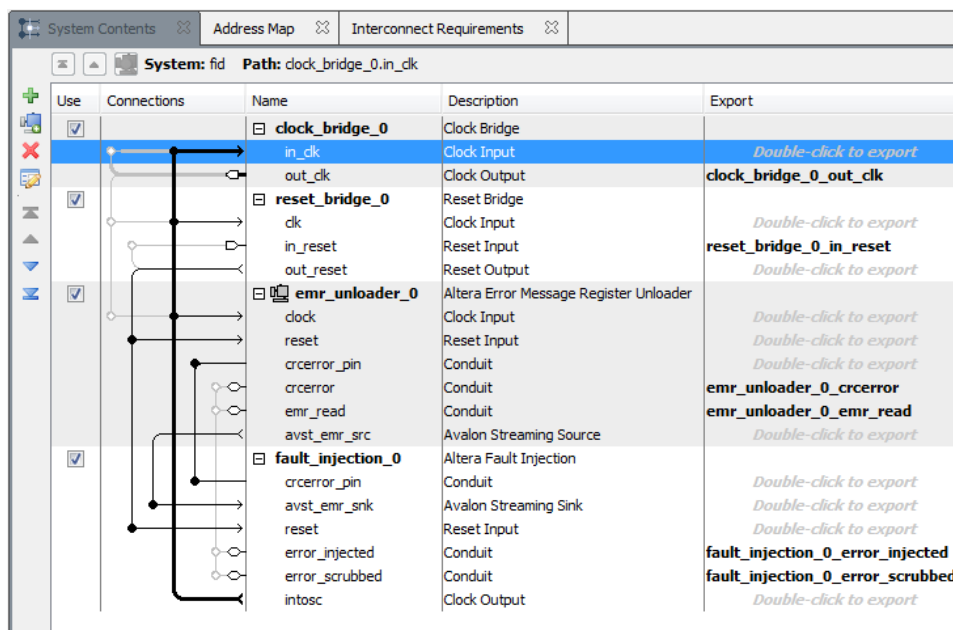 System Contents Address Map Interconnect Requirements
System: fid Path: clock_bridge_0.in_clk
Use Connections Name Description Export
clock_bridge_0 Clock Bridge
in_clk Clock Input Double-click to export
out_clk Clock Output clock_bridge_0_out_clk
reset_bridge_0 Reset Bridge
clk Clock Input Double-click to export
in_reset Reset Input reset_bridge_0_in_reset
out_reset Reset Output Double-click to export
emr_unloader_0 Altera Error Message Register Unloader
clock Clock Input Double-click to export
reset Reset Input Double-click to export
crcerror_pin Conduit Double-click to export
crcerror Conduit emr_unloader_0_crcerror
emr_read Conduit emr_unloader_0_emr_read
avst_emr_src Avalon Streaming Source Double-click to export
fault_injection_0 Altera Fault Injection
crcerror_pin Conduit Double-click to export
avst_emr_snk Avalon Streaming Sink Double-click to export
reset Reset Input Double-click to export
error_injected Conduit fault_injection_0_error_injected
error_scrubbed Conduit fault_injection_0_error_scrubbed
intosc Clock Output Double-click to export